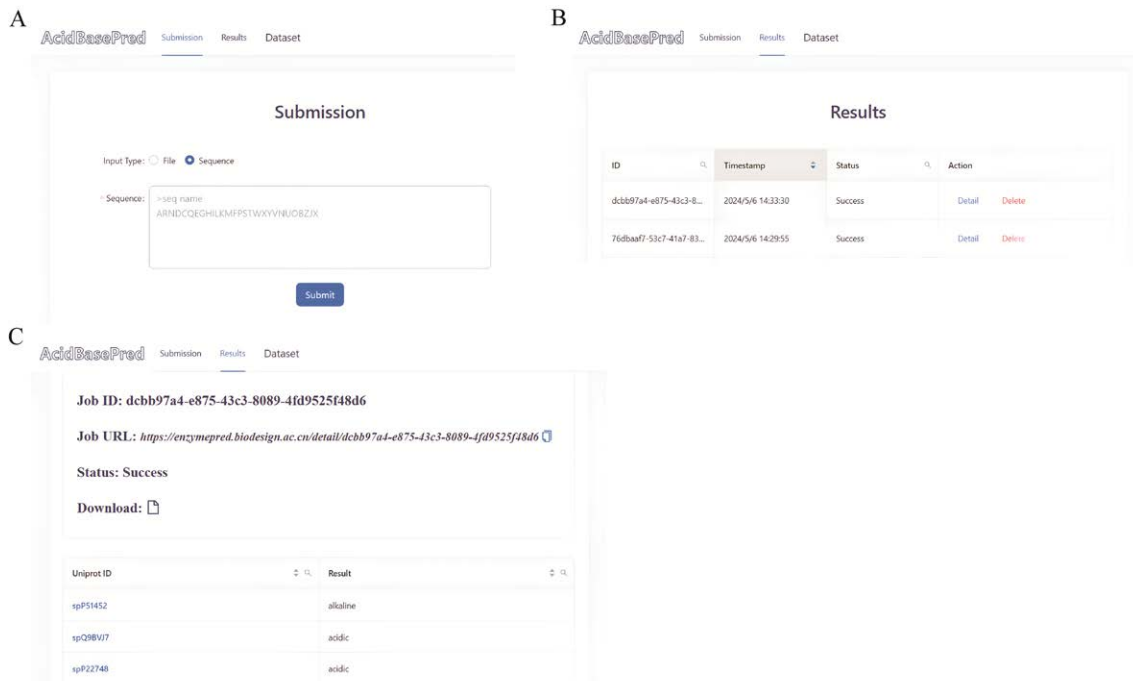 A
AcidBasePred Submission Results Dataset
Submission
Input Type: File Sequence
* Sequence: >seq name
ARNDCQEGHILKMFPSTWXYVNIUDBZJX
Submit
B
AcidBasePred Submission Results Dataset
Results
ID Timestamp Status Action
dcbb97a4-e875-43c3-8... 2024/5/6 14:33:30 Success Detail Delete
76dbaaf7-53c7-41a7-83... 2024/5/6 14:29:55 Success Detail Delete
C
AcidBasePred Submission Results Dataset
Job ID: dcbb97a4-e875-43c3-8089-4fd9525f48d6
Job URL: https://enzymepred.biodesign.ac.cn/detail/dcbb97a4-e875-43c3-8089-4fd9525f48d6
Status: Success
Download:
Uniprot ID Result
spP51452 alkaline
spQ9BVJ7 acidic
spP22748 acidic